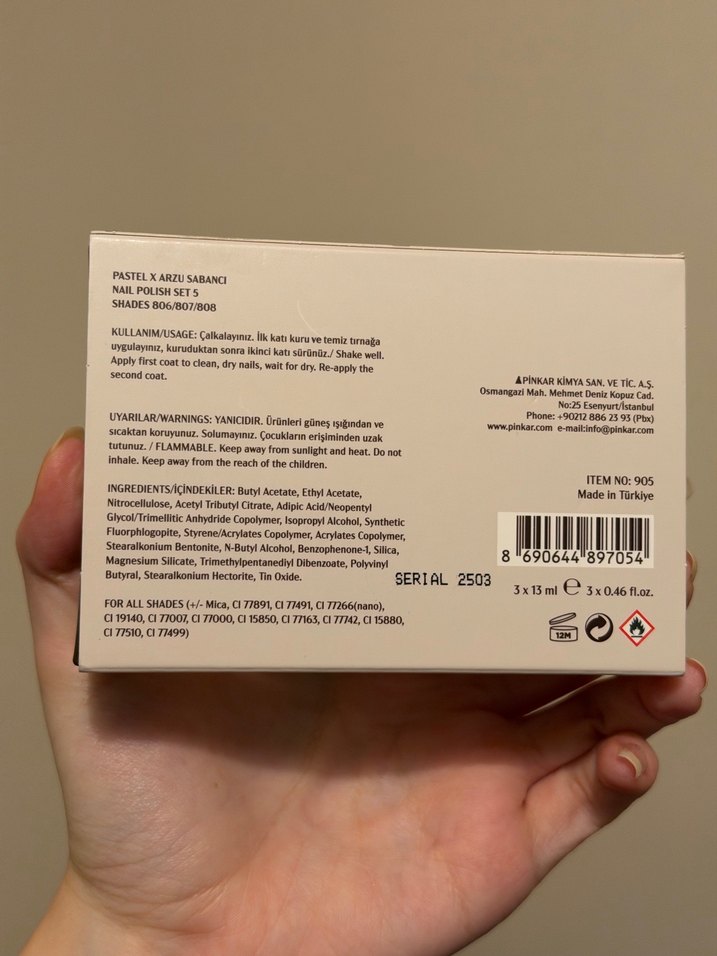 PASTEL X ARZU SABANCI
NAIL POLISH SET 5
SHADES 806/807/808
KULLANIM/USAGE: Çalkalayınız. İlk katı kuru ve temiz tırnağa
uygulayınız, kuruduktan sonra ikinci katı sürünüz./ Shake well.
Apply first coat to clean, dry nails, wait for dry. Re-apply the
second coat.
UYARILAR/WARNINGS: YANICIDIR. Ürünleri güneş ışığından ve
sıcaktan koruyunuz. Solumayınız. Çocukların erişiminden uzak
tutunuz. / FLAMMABLE. Keep away from sunlight and heat. Do not
inhale. Keep away from the reach of the children.
INGREDIENTS/İÇİNDEKİLER: Butyl Acetate, Ethyl Acetate,
Nitrocellulose, Acetyl Tributyl Citrate, Adipic Acid/Neopentyl
Glycol/Trimellitic Anhydride Copolymer, Isopropyl Alcohol, Synthetic
Fluorphlogopite, Styrene/Acrylates Copolymer, Acrylates Copolymer,
Stearalkonium Bentonite, N-Butyl Alcohol, Benzophenone-1, Silica,
Magnesium Silicate, Trimethylpentanediyl Dibenzoate, Polyvinyl
Butyral, Stearalkonium Hectorite, Tin Oxide.
FOR ALL SHADES (+/- Mica, CI 77891, CI 77491, CI 77266(nano),
CI 19140, CI 77007, CI 77000, CI 15850, CI 77163, CI 77742, CI 15880,
CI 77510, CI 77499)
SERIAL 2503
PİNKAR KİMYA SAN. VE TİC. A.Ş.
Osmangazi Mah. Mehmet Deniz Kopuz Cad.
No:25 Esenyurt/İstanbul
Phone: +90212 886 23 93 (Pbx)
www.pinkar.com e-mail:info@pinkar.com
ITEM NO: 905
Made in Türkiye
8 690644 897054
3 x 13 ml ℮ 3 x 0.46 fl.oz.
12M